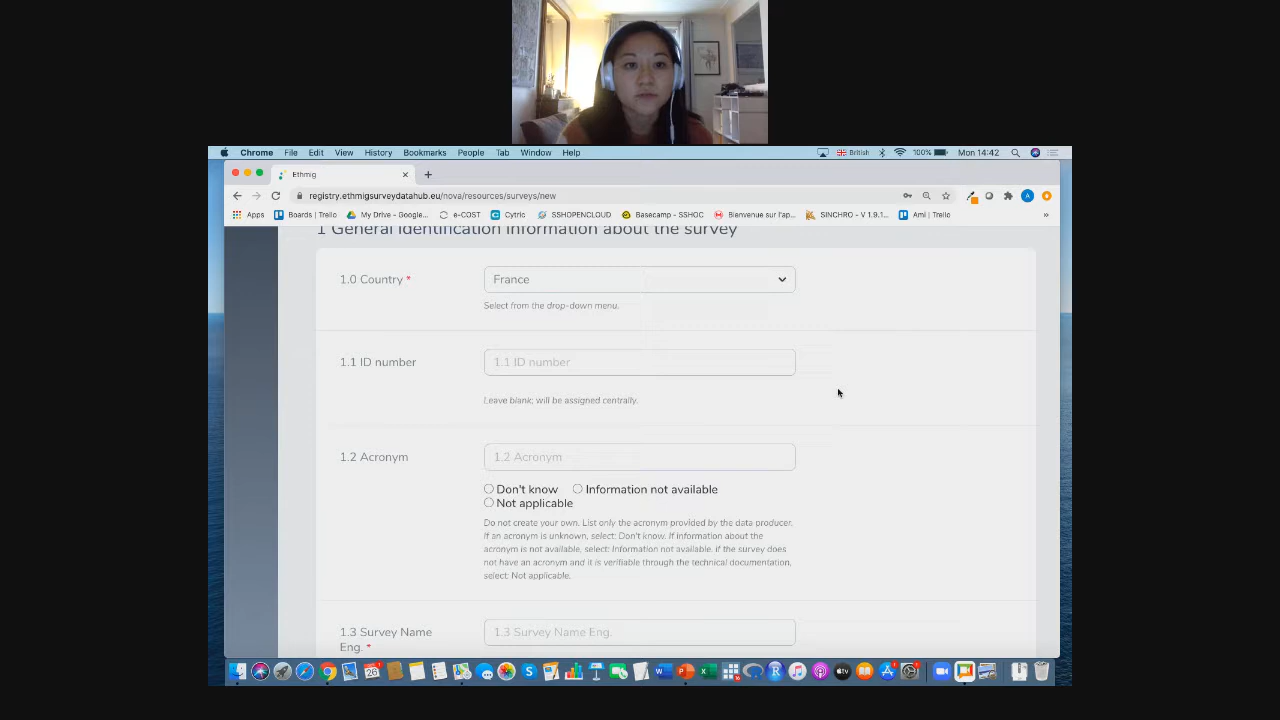 Chrome File Edit View History Bookmarks People Tab Window Help British 100% Mon 14:42
Ethmig
registry.ethmigsurveydatahub.eu/nova/resources/surveys/new
Apps Boards | Trello My Drive - Google... e-COST Cytric SSHOPENCLOUD Basecamp - SSHOC Bienvenue sur l'ap... SINCHRO – V 1.9.1... Ami | Trello »
1 General identification information about the survey
1.0 Country * France
Select from the drop-down menu.
1.1 ID number 1.1 ID number
Leave blank; will be assigned centrally.
1.2 Acronym 1.2 Acronym
Don't know Information not available
Not applicable
Do not create your own. List only the acronym provided by the data producer.
If an acronym is unknown, select: Don't know. If information about the
acronym is not available, select: Information not available. If the survey does
not have an acronym and it is verifiable through the technical documentation,
select: Not applicable.
1.3 Survey Name 1.3 Survey Name Eng.
Eng. *